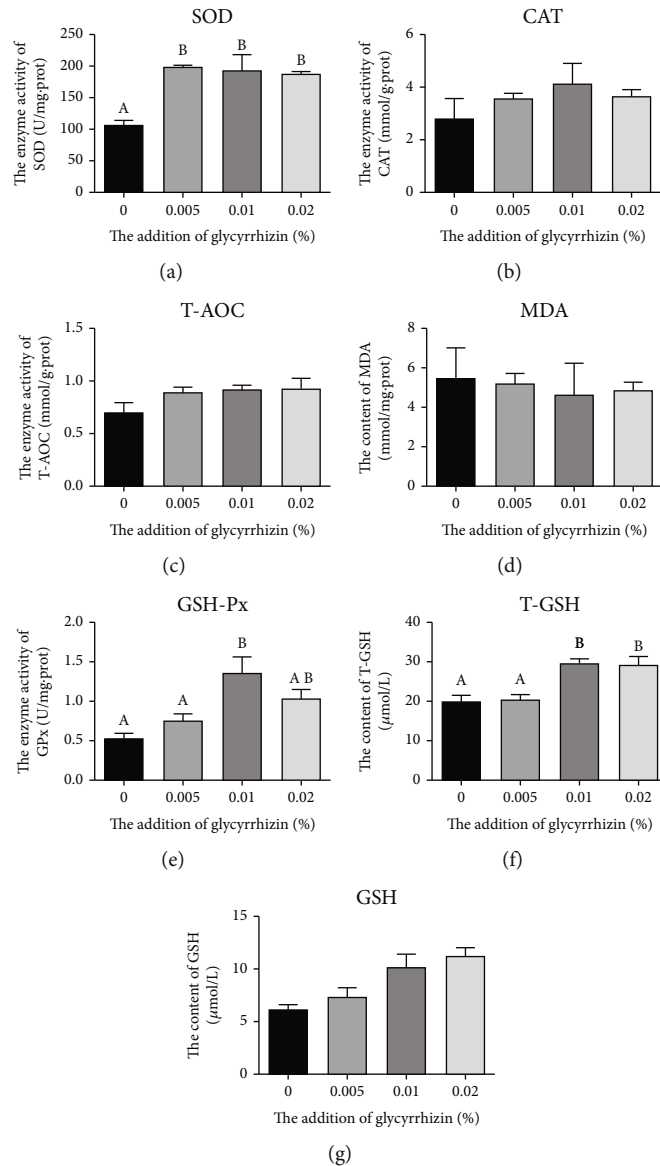 SOD
The enzyme activity of
SOD (U/mg·prot)
250
200
150
100
50
0
A
B
B
B
0
0.005
0.01
0.02
The addition of glycyrrhizin (%)
(a)
CAT
The enzyme activity of
CAT (mmol/g·prot)
6
4
2
0
0
0.005
0.01
0.02
The addition of glycyrrhizin (%)
(b)
T-AOC
The enzyme activity of
T-AOC (mmol/g·prot)
1.5
1.0
0.5
0.0
0
0.005
0.01
0.02
The addition of glycyrrhizin (%)
(c)
MDA
The content of MDA
(mmol/mg·prot)
8
6
4
2
0
0
0.005
0.01
0.02
The addition of glycyrrhizin (%)
(d)
GSH-Px
The enzyme activity of
GPx (U/mg·prot)
2.0
1.5
1.0
0.5
0.0
A
A
B
A B
0
0.005
0.01
0.02
The addition of glycyrrhizin (%)
(e)
T-GSH
The content of T-GSH
(μmol/L)
40
30
20
10
0
A
A
B
B
0
0.005
0.01
0.02
The addition of glycyrrhizin (%)
(f)
GSH
The content of GSH
(μmol/L)
15
10
5
0
0
0.005
0.01
0.02
The addition of glycyrrhizin (%)
(g)